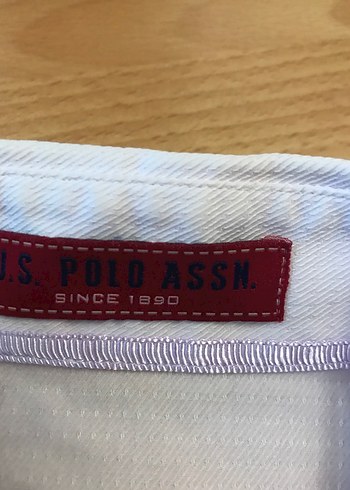 U.S. POLO ASSN.
SINCE 1890